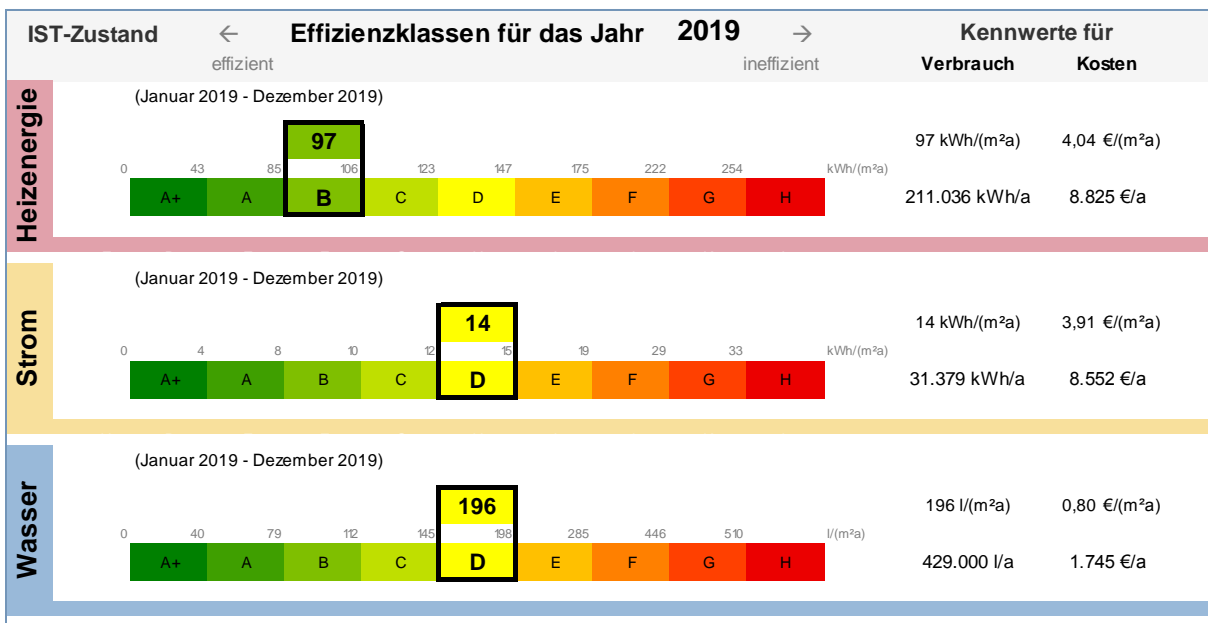 IST-Zustand ← Effizienzklassen für das Jahr 2019 → Kennwerte für
effizient ineffizient Verbrauch Kosten
Heizenergie
(Januar 2019 - Dezember 2019)
97 97 kWh/(m²a) 4,04 €/(m²a)
0 43 85 106 123 147 175 222 254 kWh/(m²a)
A+ A B C D E F G H 211.036 kWh/a 8.825 €/a
Strom
(Januar 2019 - Dezember 2019)
14 14 kWh/(m²a) 3,91 €/(m²a)
0 4 8 10 12 15 19 29 33 kWh/(m²a)
A+ A B C D E F G H 31.379 kWh/a 8.552 €/a
Wasser
(Januar 2019 - Dezember 2019)
196 196 l/(m²a) 0,80 €/(m²a)
0 40 79 112 145 198 285 446 510 l/(m²a)
A+ A B C D E F G H 429.000 l/a 1.745 €/a